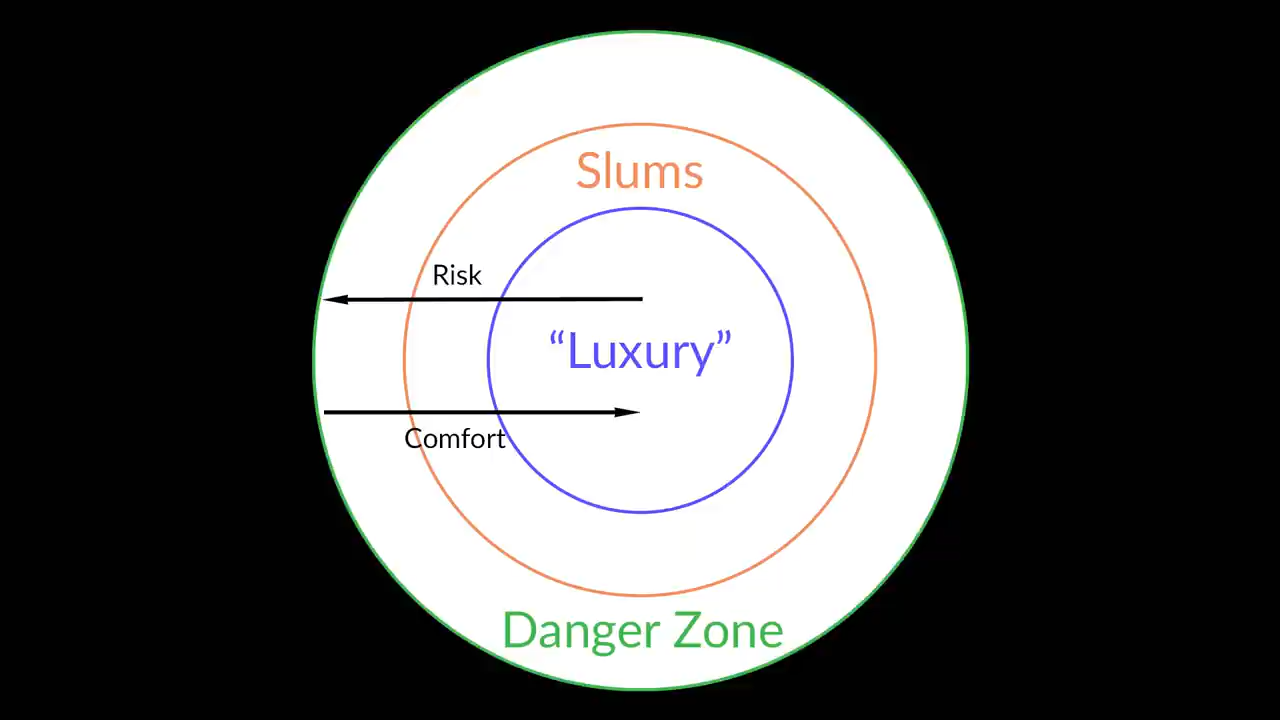 Slums
Risk
“Luxury”
Comfort
Danger Zone